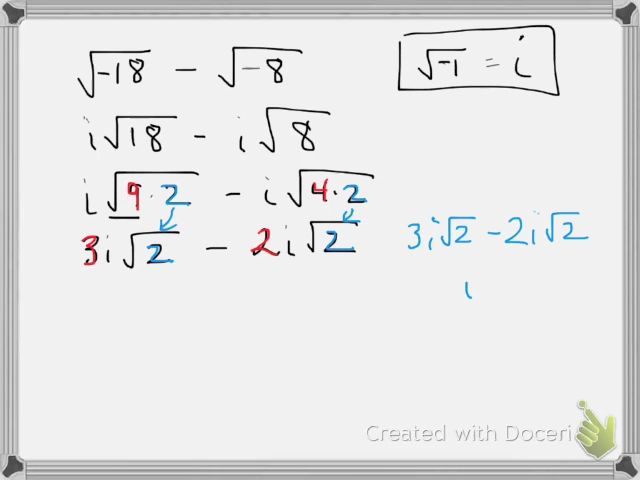 √-18 - √-8
√-1 = i
i√18 - i√8
i√9·2 - i√4·2
3i√2 - 2i√2
3i√2 - 2i√2
i
Created with Doceri